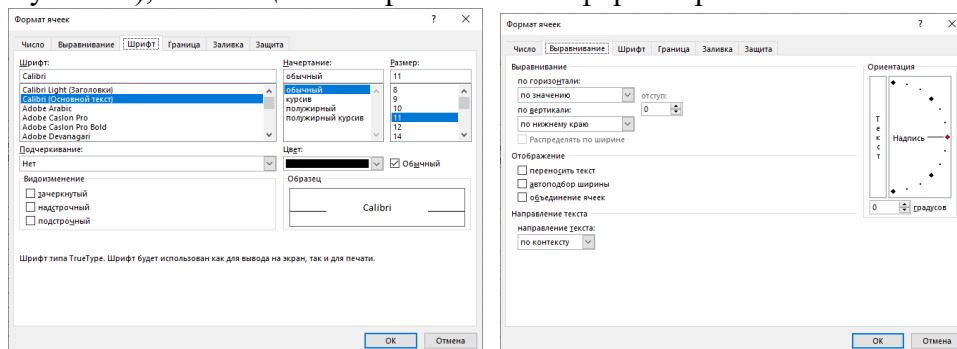 Формат ячеек
? ×
Число Выравнивание Шрифт Граница Заливка Защита
Шрифт:
Calibri
Calibri Light (Заголовки)
Calibri (Основной текст)
Adobe Arabic
Adobe Caslon Pro
Adobe Caslon Pro Bold
Adobe Devanagari
Начертание:
обычный
обычный
курсив
полужирный
полужирный курсив
Размер:
11
8
9
10
11
12
14
Подчеркивание:
Нет
Цвет:
Обычный
Видоизменение
зачеркнутый
надстрочный
подстрочный
Образец
Calibri
Шрифт типа TrueType. Шрифт будет использован как для вывода на экран, так и для печати.
ОК Отмена
Формат ячеек
? ×
Число Выравнивание Шрифт Граница Заливка Защита
Выравнивание
по горизонтали:
по значению
отступ:
0
по вертикали:
по нижнему краю
Распределять по ширине
Отображение
переносить текст
автоподбор ширины
объединение ячеек
Направление текста
направление текста:
по контексту
Ориентация
Текст
Надпись
0 градусов
ОК Отмена